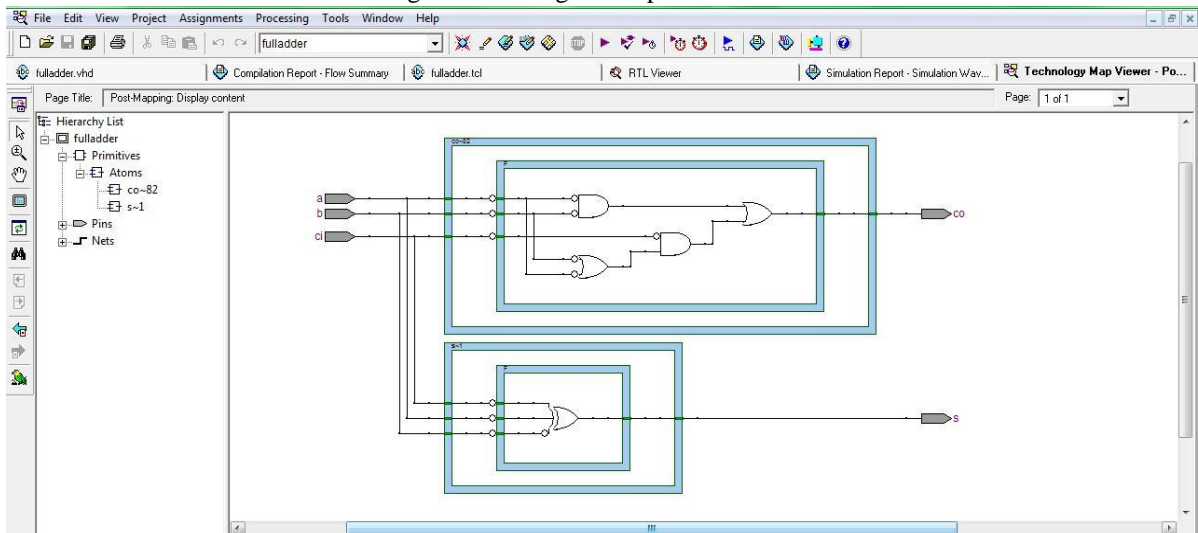 File Edit View Project Assignments Processing Tools Window Help
fulladder
fulladder.vhd Compilation Report - Flow Summary fulladder.tcl RTL Viewer Simulation Report - Simulation Wav... Technology Map Viewer - Po...
Page Title: Post-Mapping: Display content Page: 1 of 1
Hierarchy List
fulladder
Primitives
Atoms
co~82
s~1
Pins
Nets
co~82
F
a
b
ci
co
s~1
F
s